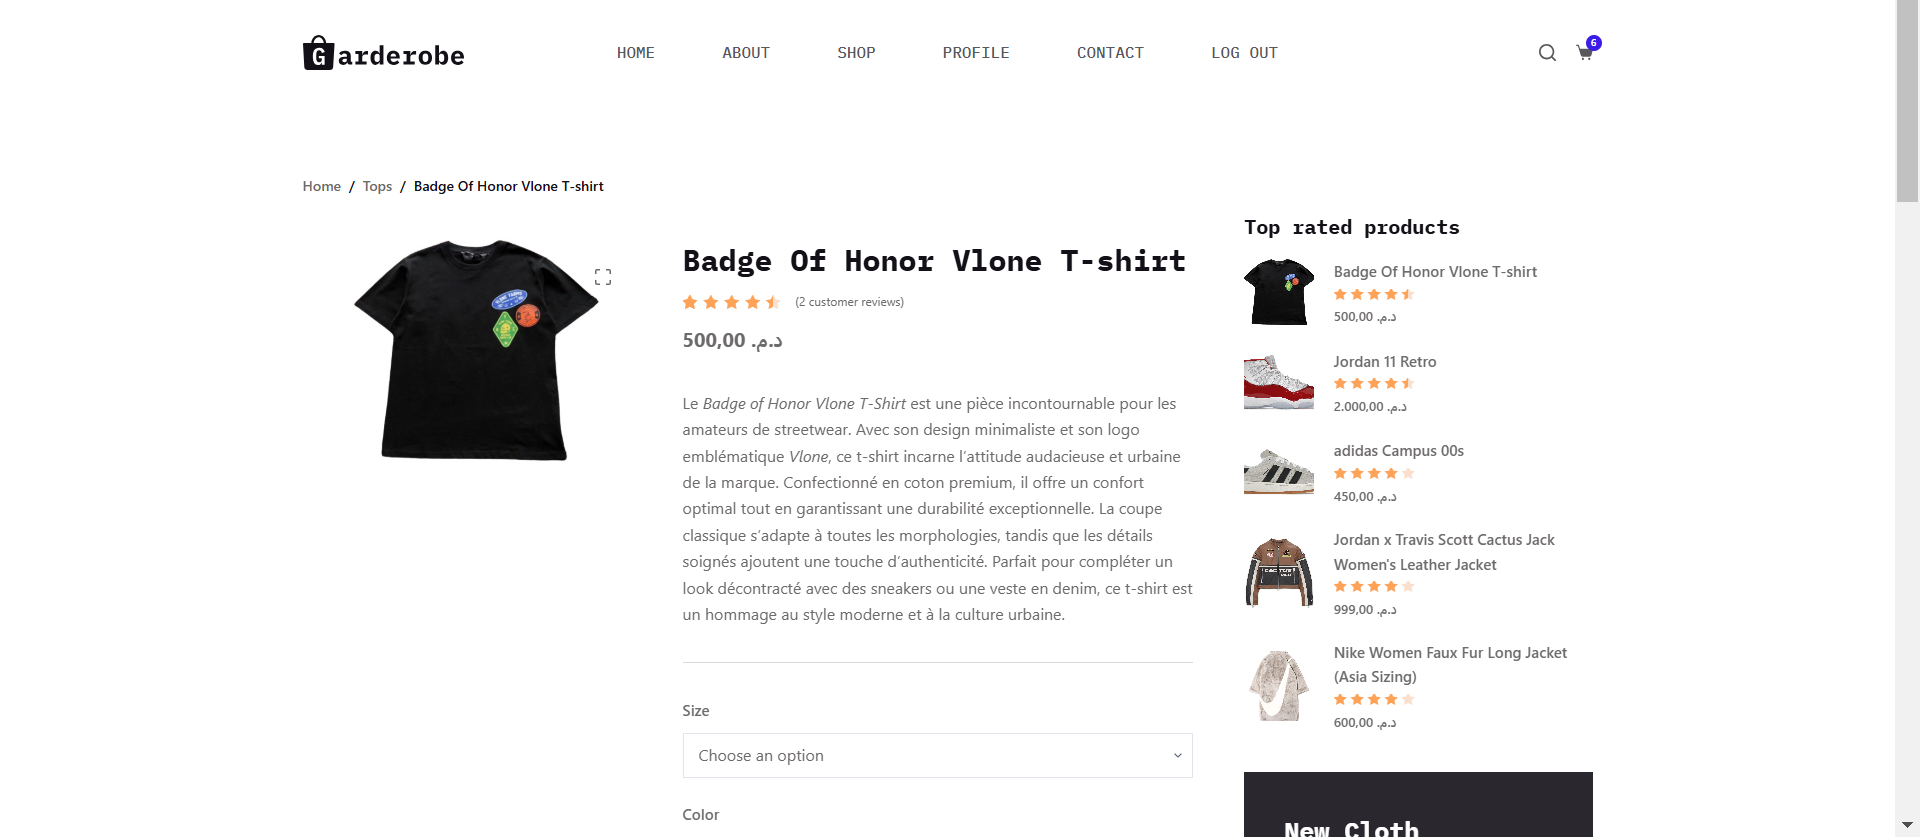 Garderobe
HOME
ABOUT
SHOP
PROFILE
CONTACT
LOG OUT
6
Home / Tops / Badge Of Honor Vlone T-shirt
Badge Of Honor Vlone T-shirt
(2 customer reviews)
500,00 د.م.
Le Badge of Honor Vlone T-Shirt est une pièce incontournable pour les
amateurs de streetwear. Avec son design minimaliste et son logo
emblématique Vlone, ce t-shirt incarne l’attitude audacieuse et urbaine
de la marque. Confectionné en coton premium, il offre un confort
optimal tout en garantissant une durabilité exceptionnelle. La coupe
classique s’adapte à toutes les morphologies, tandis que les détails
soignés ajoutent une touche d’authenticité. Parfait pour compléter un
look décontracté avec des sneakers ou une veste en denim, ce t-shirt est
un hommage au style moderne et à la culture urbaine.
Size
Choose an option
Color
Top rated products
Badge Of Honor Vlone T-shirt
500,00 د.م.
Jordan 11 Retro
2.000,00 د.م.
adidas Campus 00s
450,00 د.م.
Jordan x Travis Scott Cactus Jack
Women's Leather Jacket
999,00 د.م.
Nike Women Faux Fur Long Jacket
(Asia Sizing)
600,00 د.م.
New Cloth